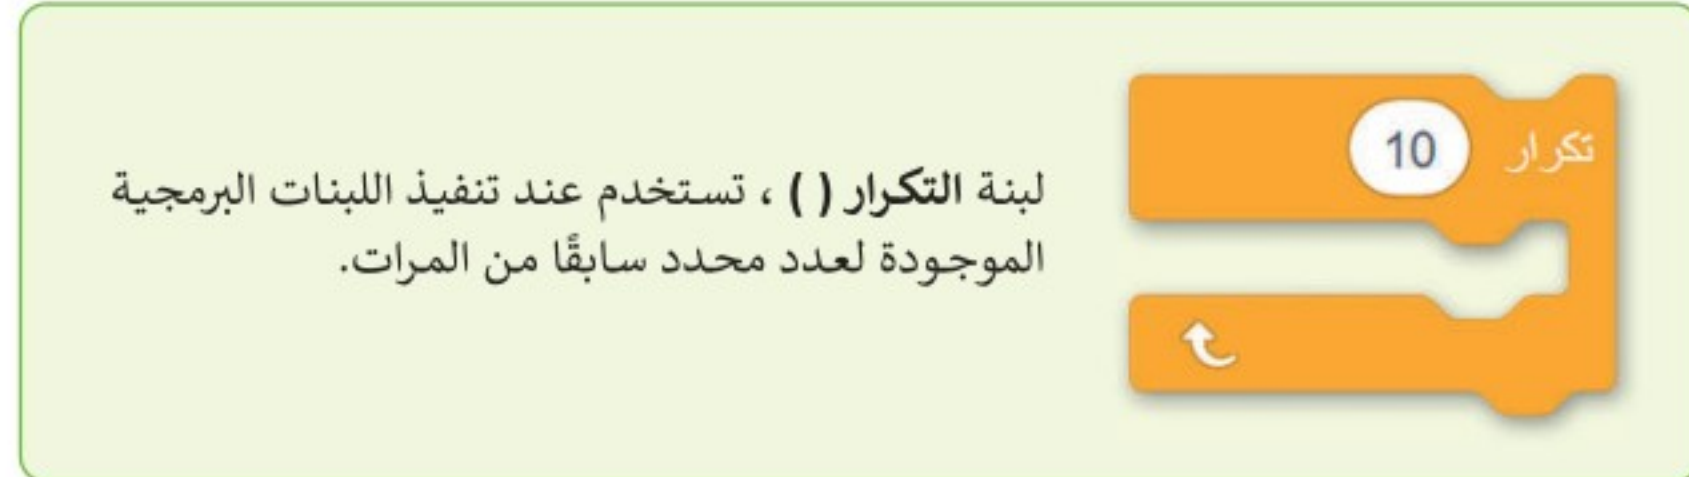 تكرار 10
لبنة التكرار ( ) ، تستخدم عند تنفيذ اللبنات البرمجية
الموجودة لعدد محدد سابقًا من المرات.